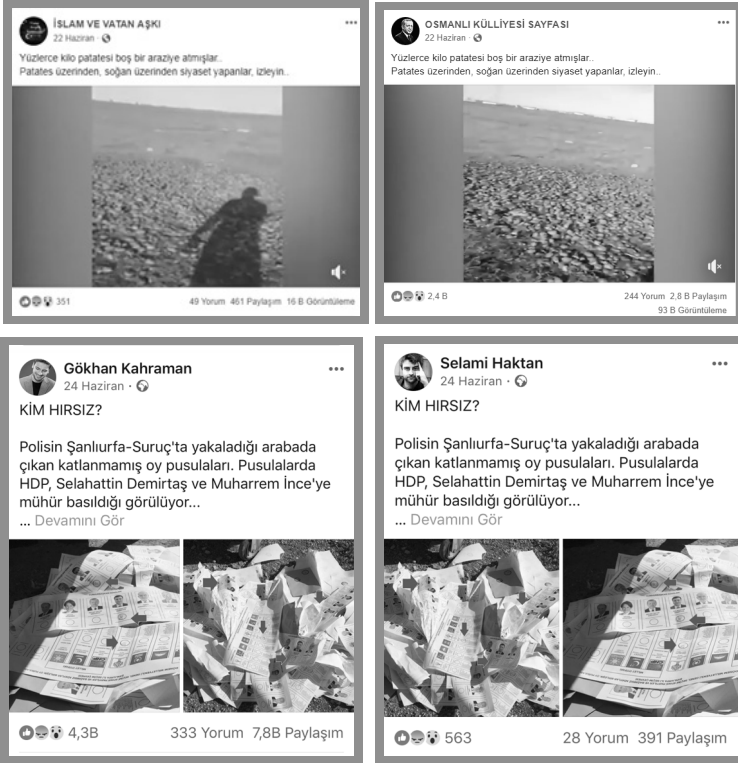 İSLAM VE VATAN AŞKI
22 Haziran ·
Yüzlerce kilo patatesi boş bir araziye atmışlar..
Patates üzerinden, soğan üzerinden siyaset yapanlar, izleyin..
351
49 Yorum 461 Paylaşım 16 B Görüntüleme
OSMANLI KÜLLİYESİ SAYFASI
22 Haziran ·
Yüzlerce kilo patatesi boş bir araziye atmışlar..
Patates üzerinden, soğan üzerinden siyaset yapanlar, izleyin..
2,4 B
244 Yorum 2,8 B Paylaşım
93 B Görüntüleme
Gökhan Kahraman
24 Haziran ·
KİM HIRSIZ?
Polisin Şanlıurfa-Suruç'ta yakaladığı arabada
çıkan katlanmamış oy pusulaları. Pusulalarda
HDP, Selahattin Demirtaş ve Muharrem İnce'ye
mühür basıldığı görülüyor...
... Devamını Gör
4,3B
333 Yorum 7,8B Paylaşım
Selami Haktan
24 Haziran ·
KİM HIRSIZ?
Polisin Şanlıurfa-Suruç'ta yakaladığı arabada
çıkan katlanmamış oy pusulaları. Pusulalarda
HDP, Selahattin Demirtaş ve Muharrem İnce'ye
mühür basıldığı görülüyor...
... Devamını Gör
563
28 Yorum 391 Paylaşım